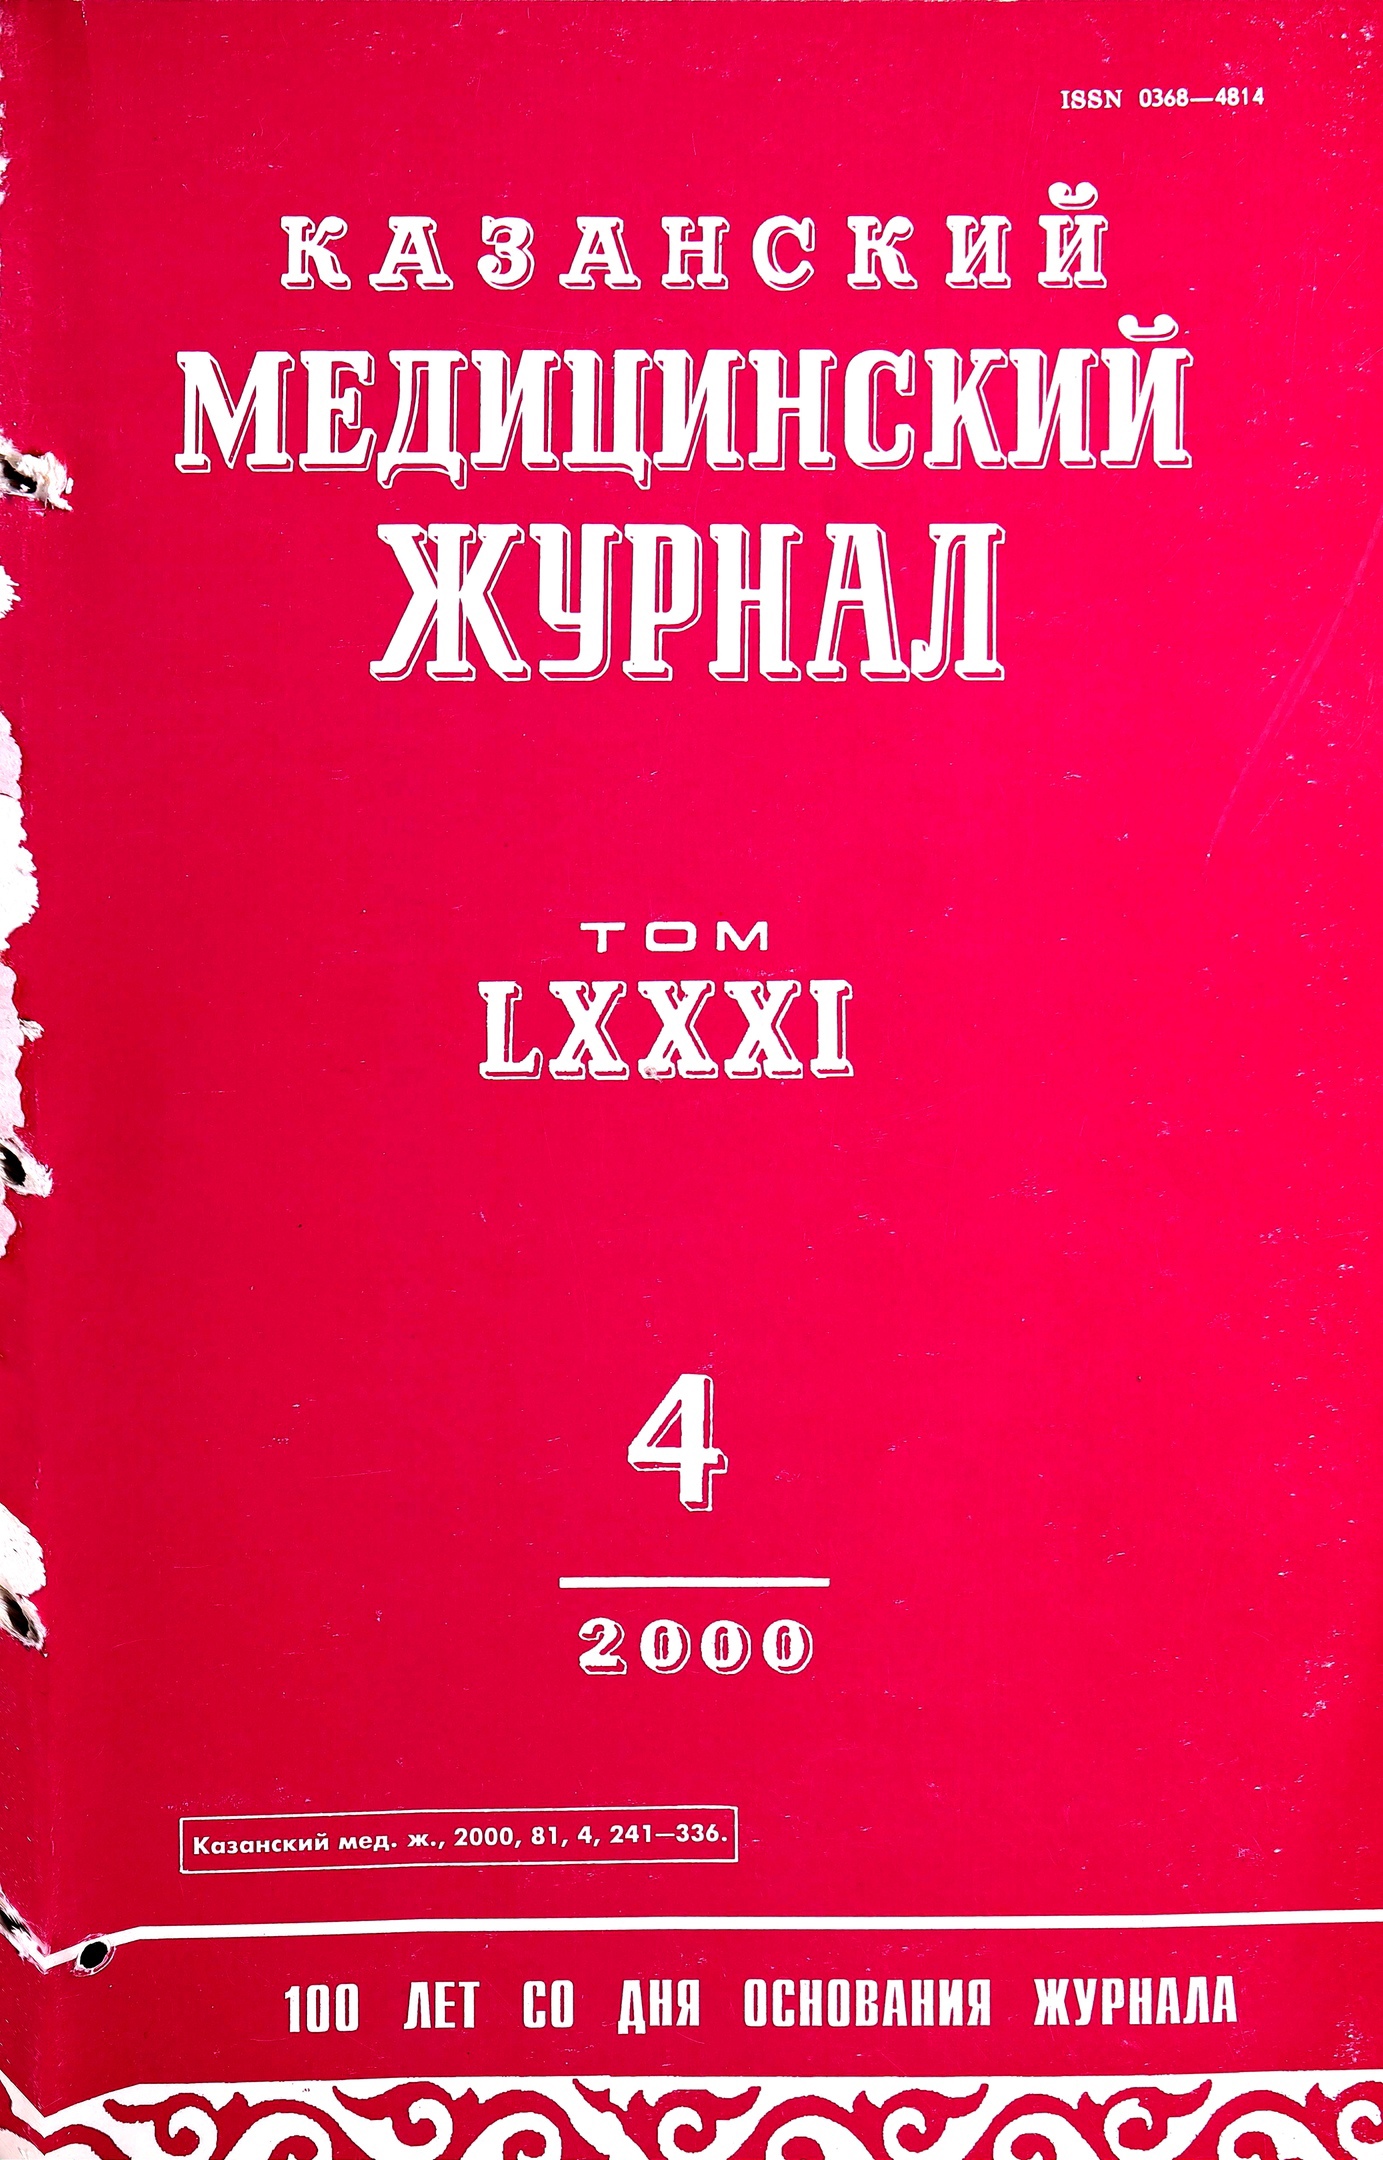 ISSN 0368—4814
КАЗАНСКИЙ
МЕДИЦИНСКИЙ
ЖУРНАЛ
ТОМ
LXXXI
4
2000
Казанский мед. ж., 2000, 81, 4, 241—336.
100 ЛЕТ СО ДНЯ ОСНОВАНИЯ ЖУРНАЛА